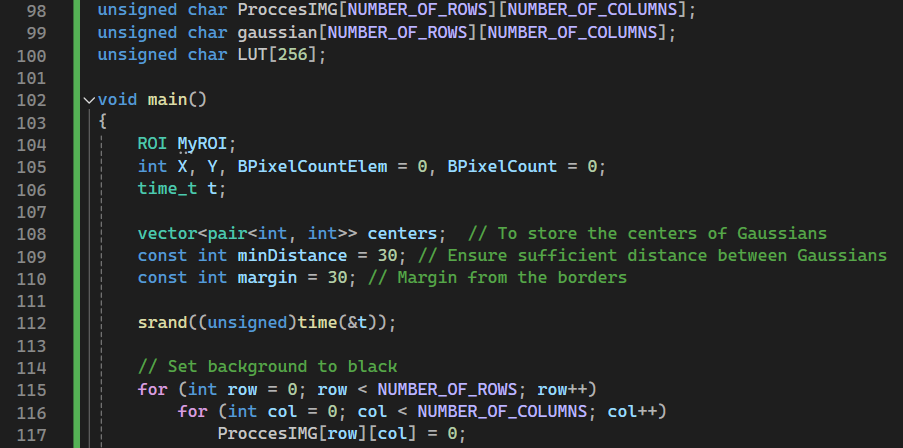 98 unsigned char ProccesIMG[NUMBER_OF_ROWS][NUMBER_OF_COLUMNS];
99 unsigned char gaussian[NUMBER_OF_ROWS][NUMBER_OF_COLUMNS];
100 unsigned char LUT[256];
101
102 void main()
103 {
104 ROI MyROI;
105 int X, Y, BPixelCountElem = 0, BPixelCount = 0;
106 time_t t;
107
108 vector<pair<int, int>> centers;  // To store the centers of Gaussians
109 const int minDistance = 30; // Ensure sufficient distance between Gaussians
110 const int margin = 30; // Margin from the borders
111
112 srand((unsigned)time(&t));
113
114 // Set background to black
115 for (int row = 0; row < NUMBER_OF_ROWS; row++)
116 for (int col = 0; col < NUMBER_OF_COLUMNS; col++)
117 ProccesIMG[row][col] = 0;